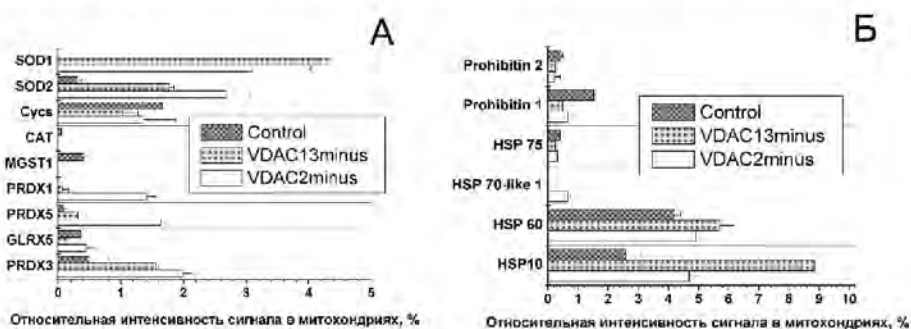 А
SOD1
SOD2
Cycs
CAT
MGST1
PRDX1
PRDX5
GLRX5
PRDX3
Control
VDAC13minus
VDAC2minus
0 1 2 3 4 5
Относительная интенсивность сигнала в митохондриях, %
Б
Prohibitin 2
Prohibitin 1
HSP 75
HSP 70-like 1
HSP 60
HSP10
Control
VDAC13minus
VDAC2minus
0 1 2 3 4 5 6 7 8 9 10
Относительная интенсивность сигнала в митохондриях, %